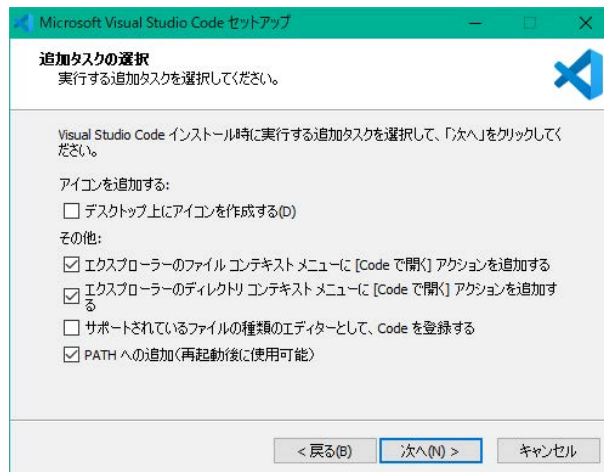 Microsoft Visual Studio Code セットアップ
追加タスクの選択
実行する追加タスクを選択してください。
Visual Studio Code インストール時に実行する追加タスクを選択して、「次へ」をクリックしてく
ださい。
アイコンを追加する:
デスクトップ上にアイコンを作成する(D)
その他:
エクスプローラーのファイル コンテキスト メニューに [Code で開く] アクションを追加する
エクスプローラーのディレクトリ コンテキスト メニューに [Code で開く] アクションを追加す
る
サポートされているファイルの種類のエディターとして、Code を登録する
PATH への追加(再起動後に使用可能)
< 戻る(B) 次へ(N) > キャンセル